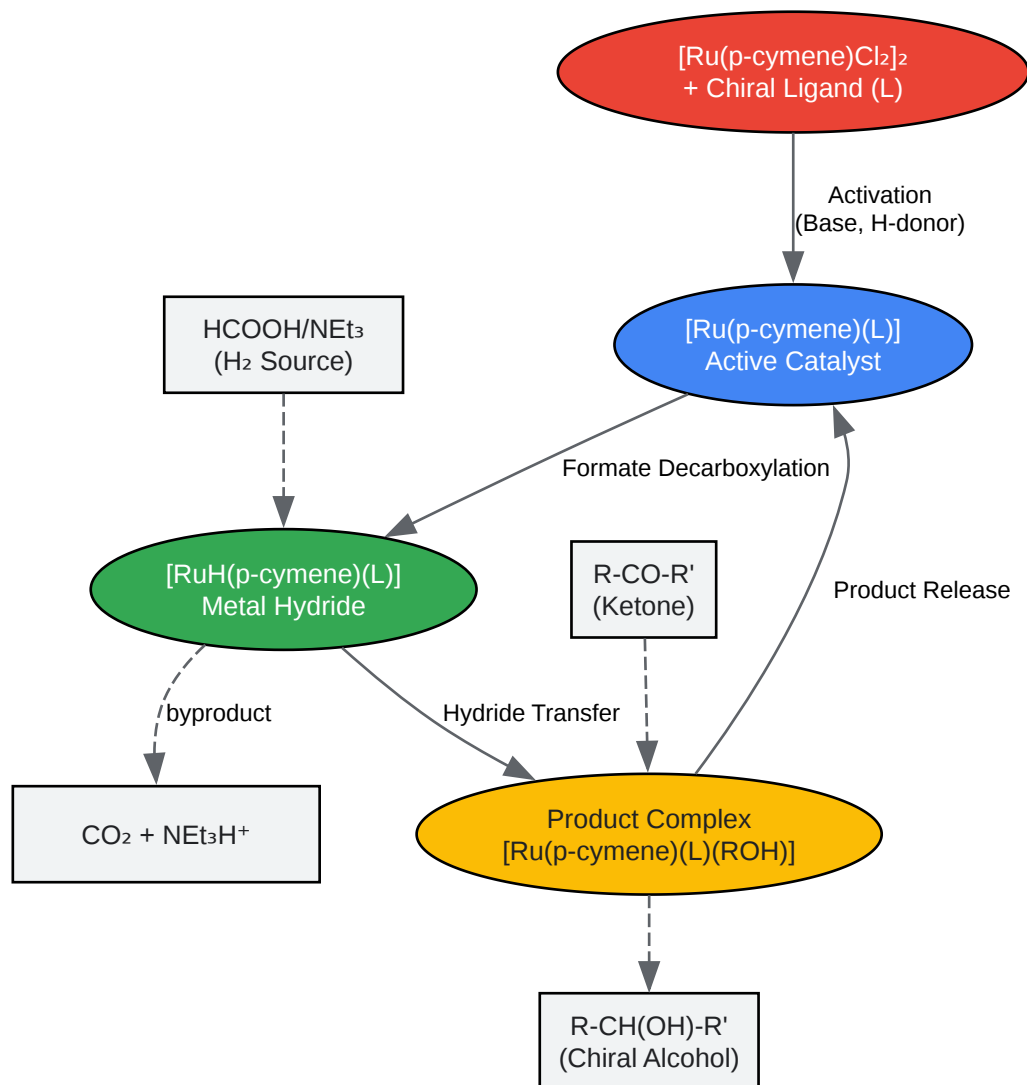 [Ru(p-cymene)Cl₂]₂
+ Chiral Ligand (L)
Activation
(Base, H-donor)
HCOOH/NEt₃
(H₂ Source)
[Ru(p-cymene)(L)]
Active Catalyst
Formate Decarboxylation
[RuH(p-cymene)(L)]
Metal Hydride
R-CO-R'
(Ketone)
Product Release
byproduct
Hydride Transfer
CO₂ + NEt₃H⁺
Product Complex
[Ru(p-cymene)(L)(ROH)]
R-CH(OH)-R'
(Chiral Alcohol)